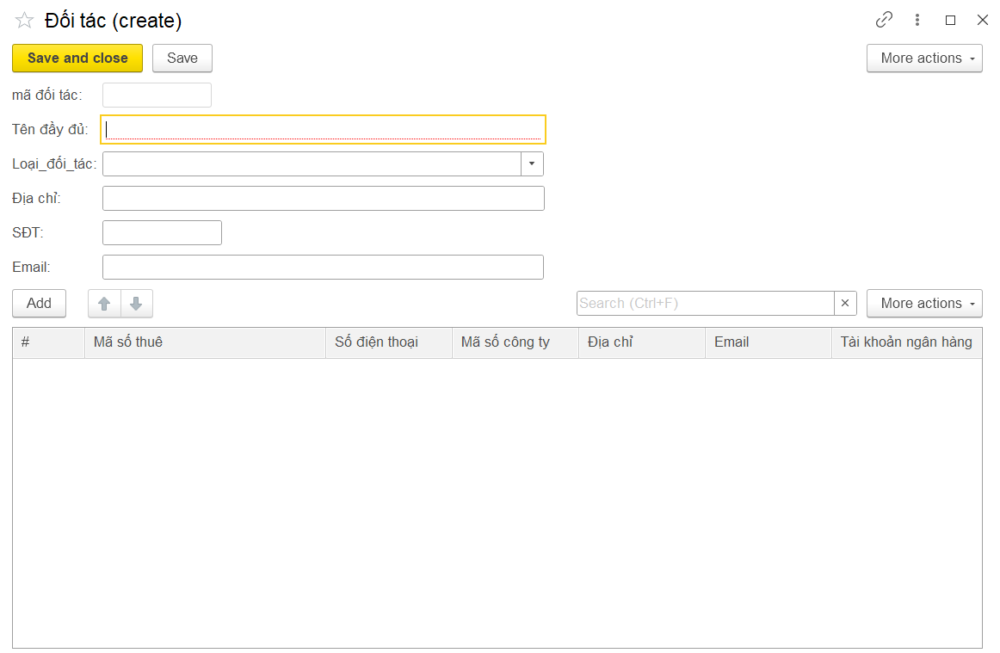 Đối tác (create)
Save and close Save More actions
mã đối tác:
Tên đầy đủ:
Loại_đối_tác:
Địa chỉ:
SĐT:
Email:
Add Search (Ctrl+F) More actions
# Mã số thuê Số điện thoại Mã số công ty Địa chỉ Email Tài khoản ngân hàng